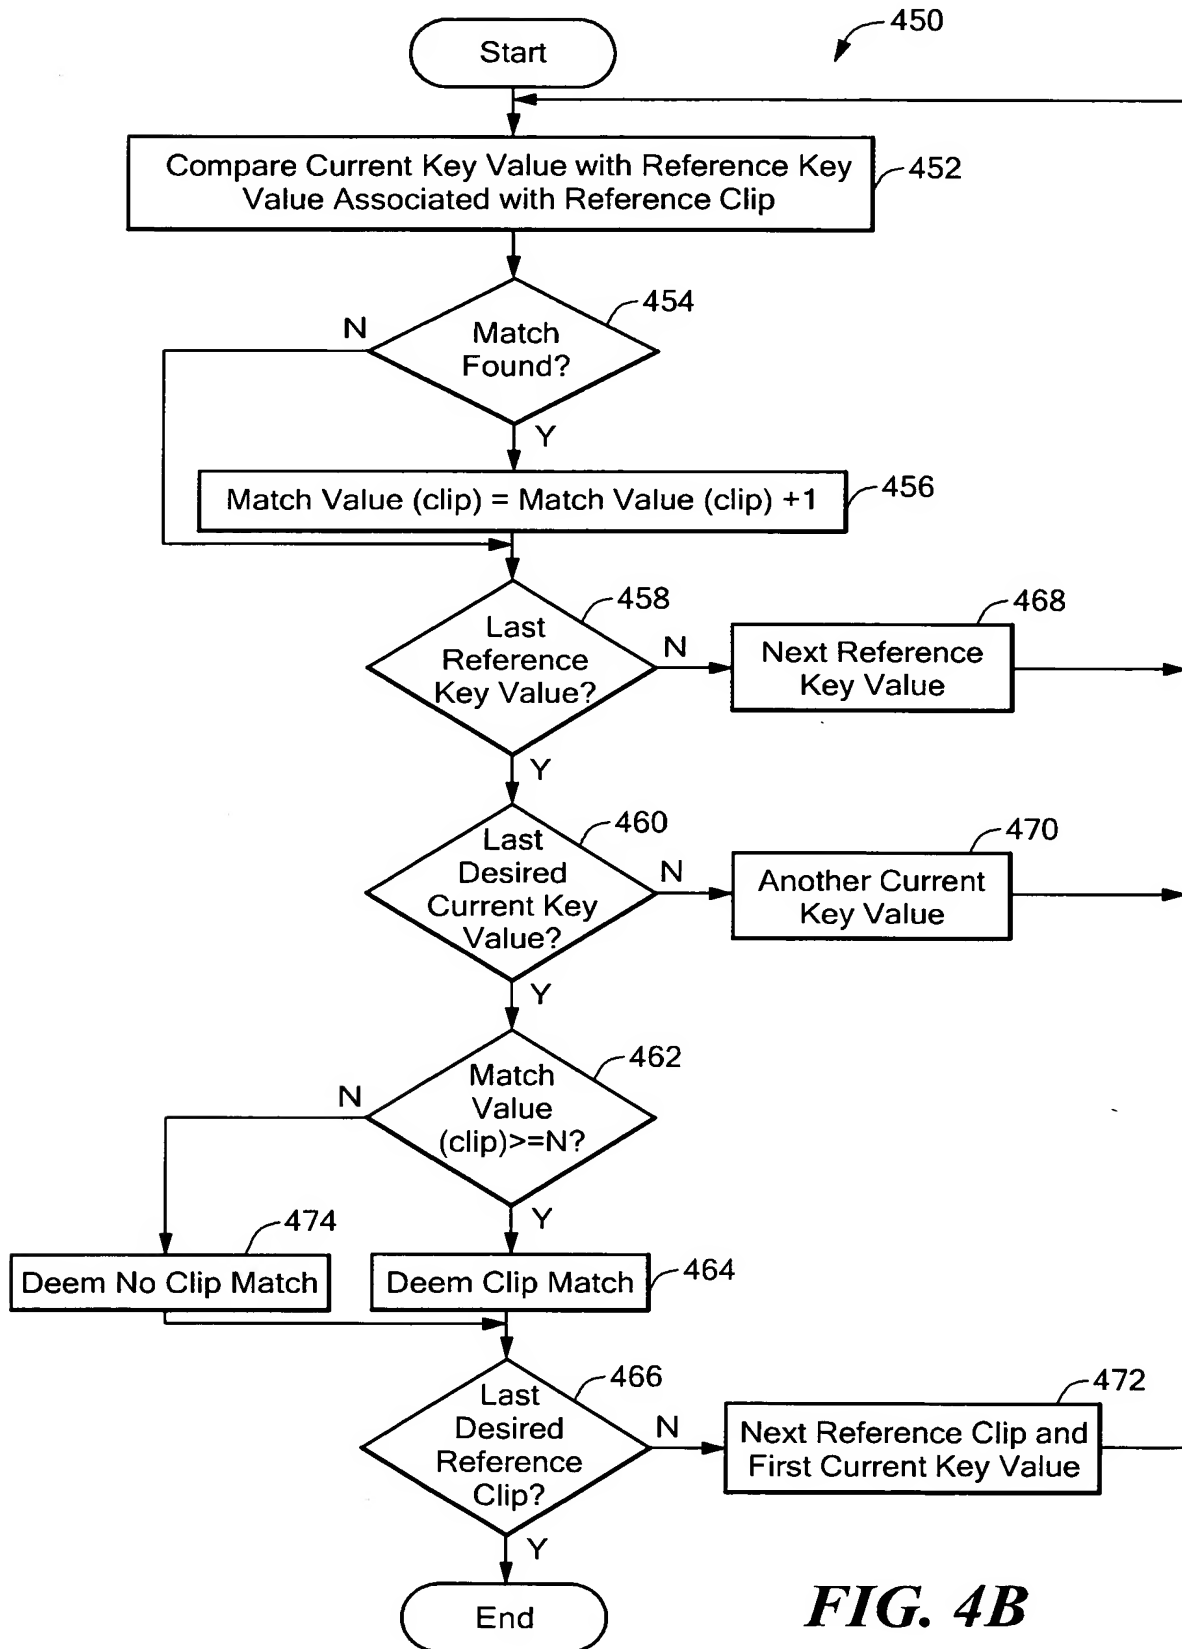 Start
450
Compare Current Key Value with Reference Key
Value Associated with Reference Clip
452
454
N
Match
Found?
Y
Match Value (clip) = Match Value (clip) +1
456
458
Last
Reference
Key Value?
N
468
Next Reference
Key Value
Y
460
Last
Desired
Current Key
Value?
N
470
Another Current
Key Value
Y
462
Match
Value
(clip)>=N?
N
Y
474
Deem No Clip Match
Deem Clip Match
464
466
Last
Desired
Reference
Clip?
N
472
Next Reference Clip and
First Current Key Value
Y
End
FIG. 4B